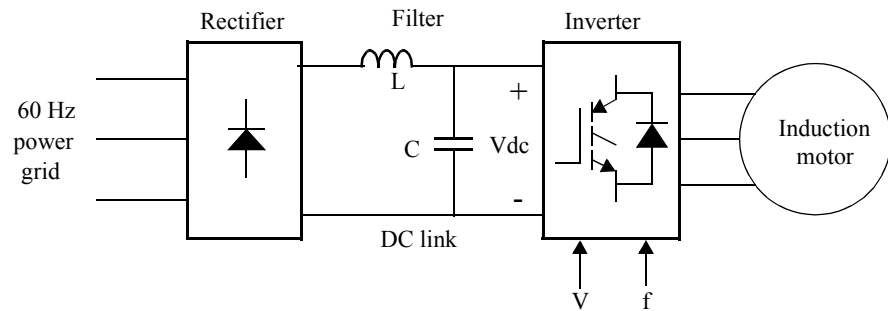 Rectifier
Filter
Inverter
60 Hz
power
grid
L
C
+
Vdc
-
DC link
Induction
motor
V
f